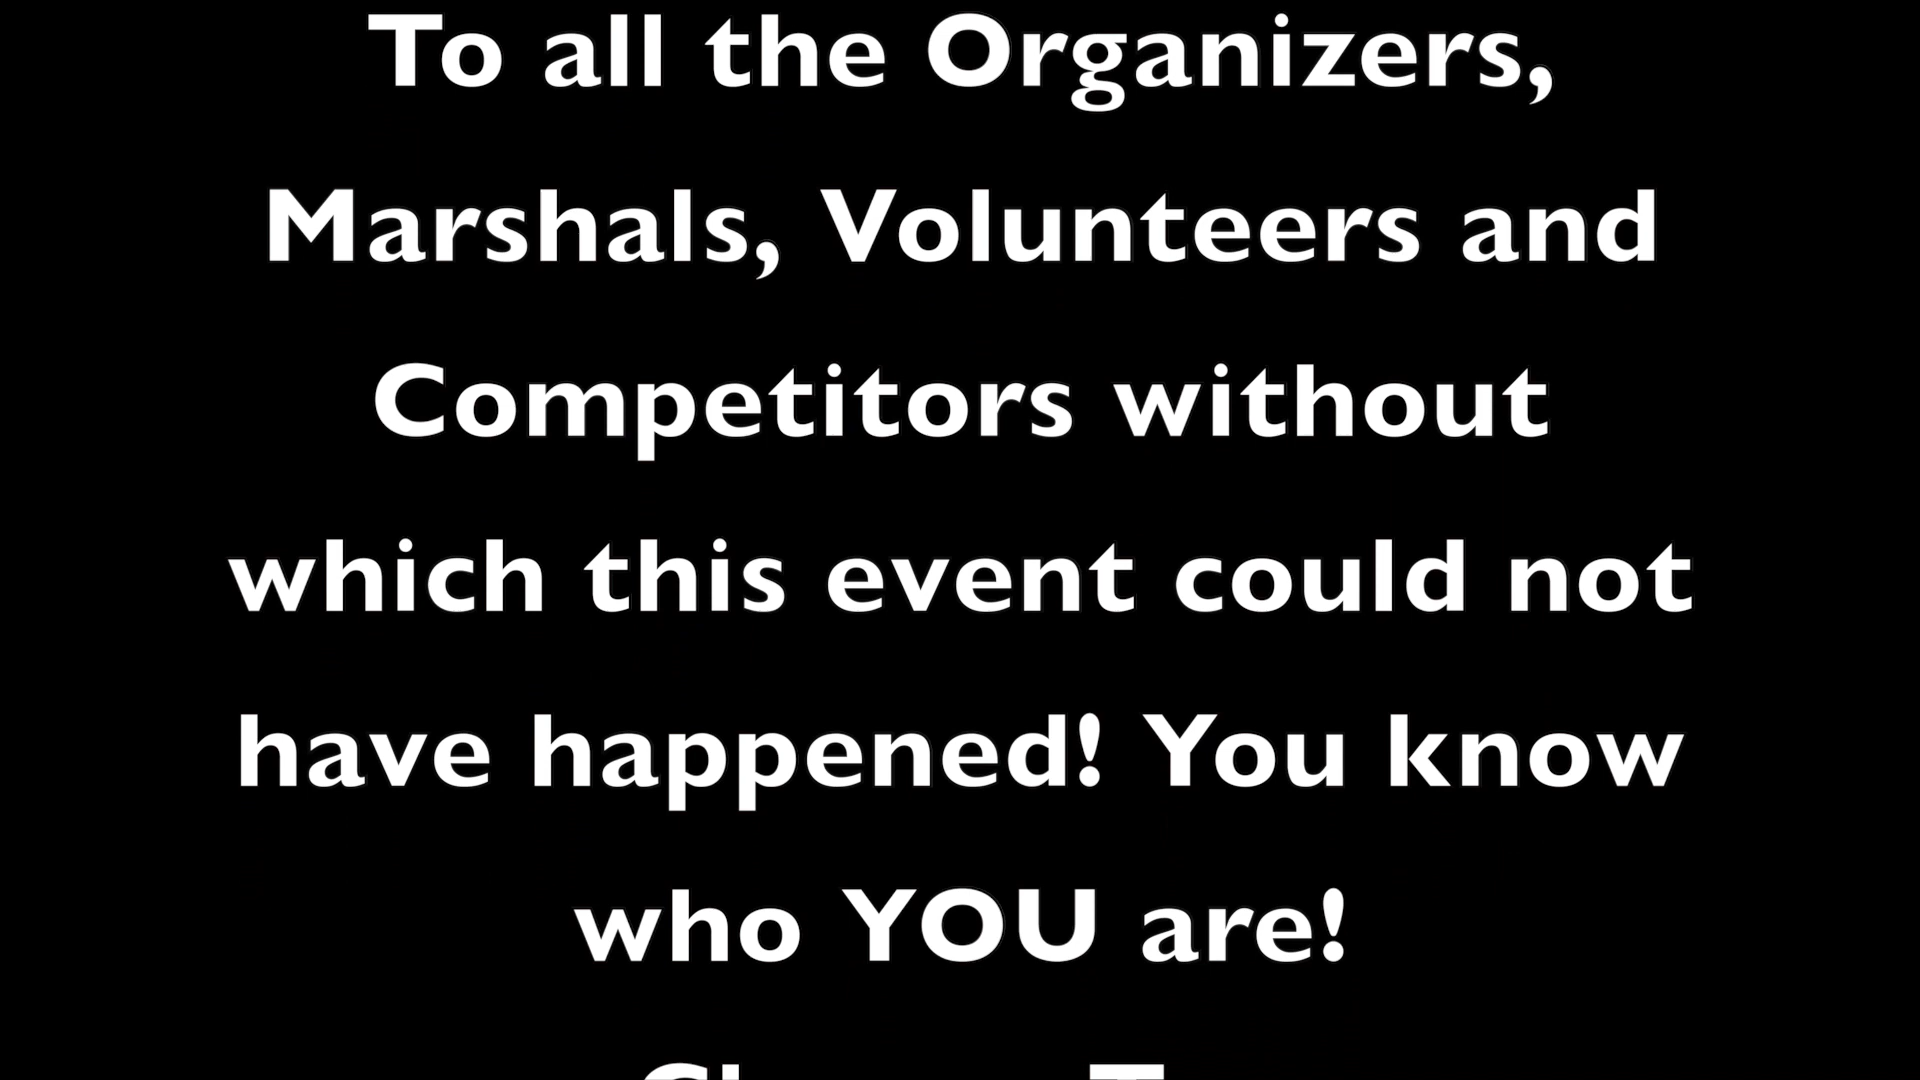 To all the Organizers,
Marshals, Volunteers and
Competitors without
which this event could not
have happened! You know
who YOU are!